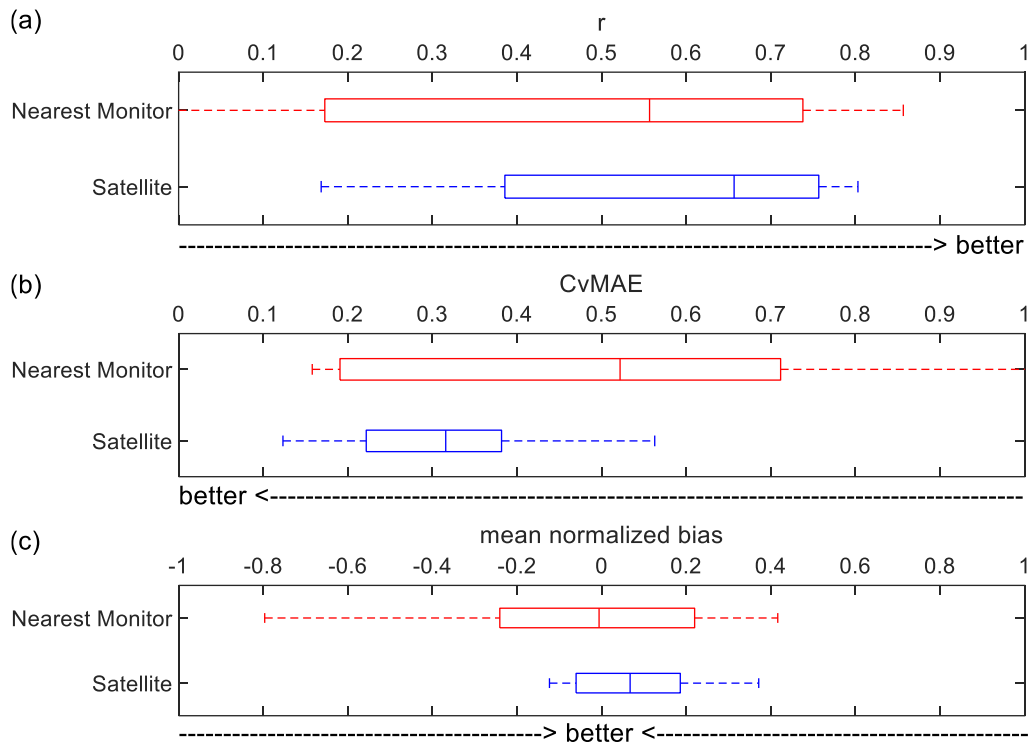 (a)
r
0 0.1 0.2 0.3 0.4 0.5 0.6 0.7 0.8 0.9 1
Nearest Monitor
Satellite
--------------------------------------------------------------------------------------> better
(b)
CvMAE
0 0.1 0.2 0.3 0.4 0.5 0.6 0.7 0.8 0.9 1
Nearest Monitor
Satellite
better <--------------------------------------------------------------------------------------
(c)
mean normalized bias
-1 -0.8 -0.6 -0.4 -0.2 0 0.2 0.4 0.6 0.8 1
Nearest Monitor
Satellite
------------------------------------------> better <------------------------------------------